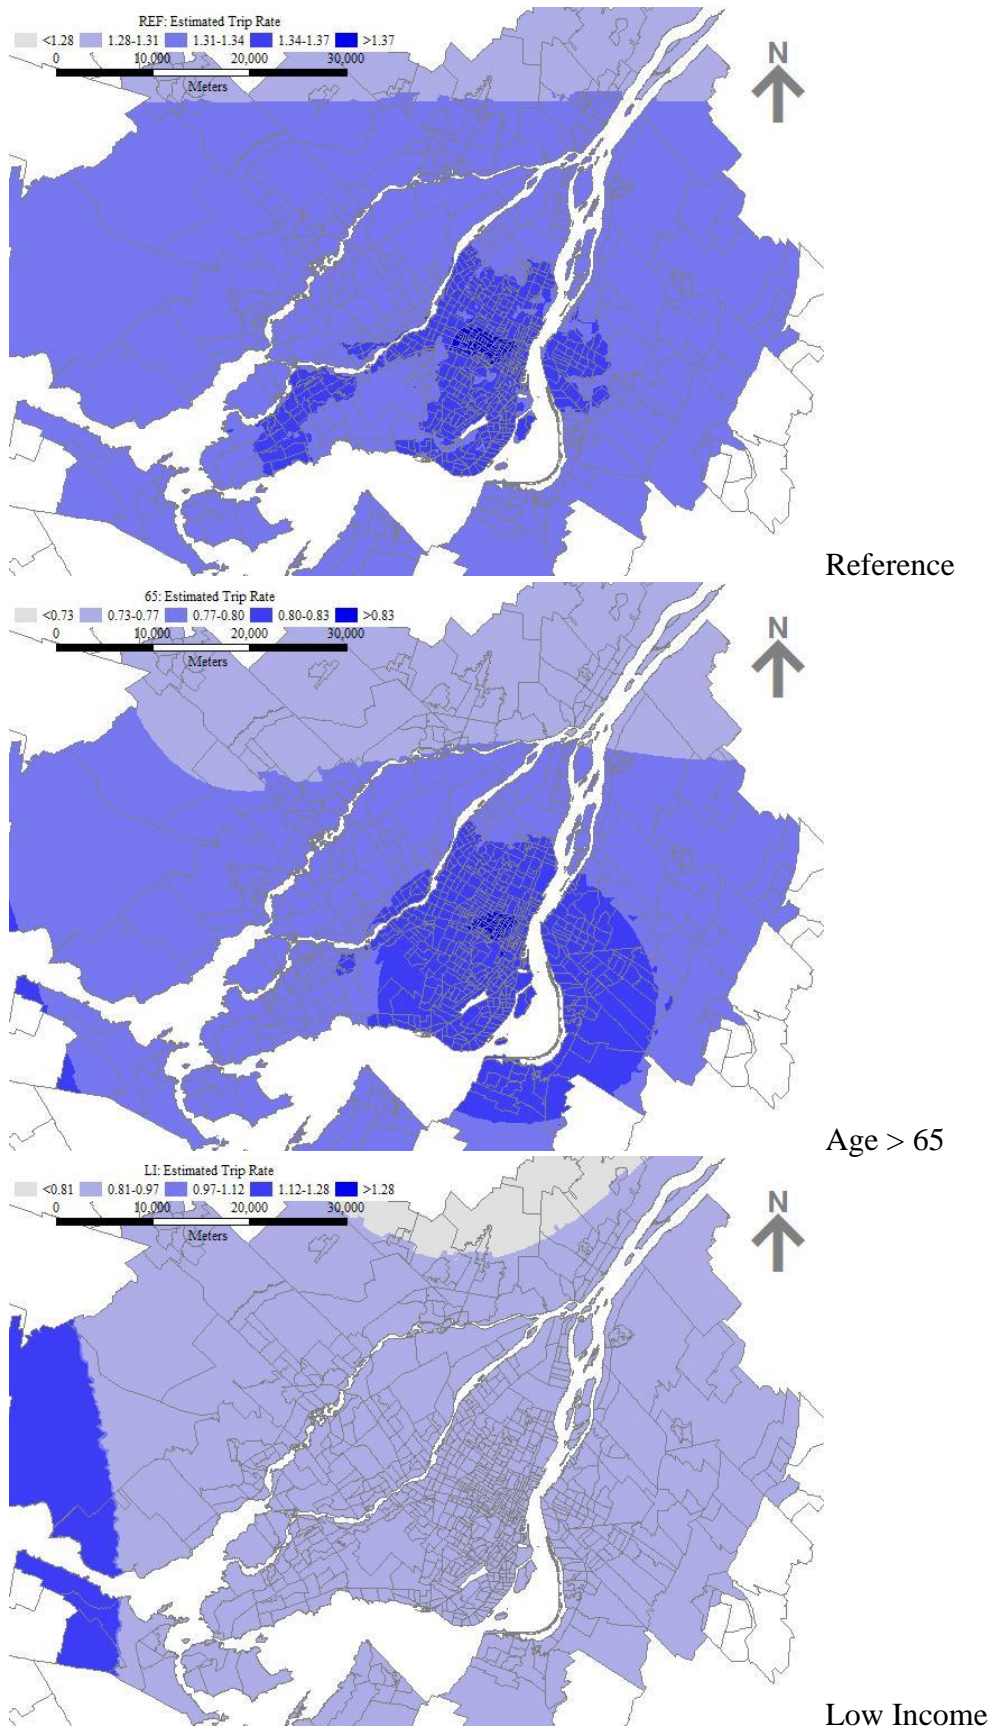 REF: Estimated Trip Rate
<1.28 1.28-1.31 1.31-1.34 1.34-1.37 >1.37
0 10,000 20,000 30,000
Meters
N
Reference
65: Estimated Trip Rate
<0.73 0.73-0.77 0.77-0.80 0.80-0.83 >0.83
0 10,000 20,000 30,000
Meters
N
Age > 65
LI: Estimated Trip Rate
<0.81 0.81-0.97 0.97-1.12 1.12-1.28 >1.28
0 10,000 20,000 30,000
Meters
N
Low Income